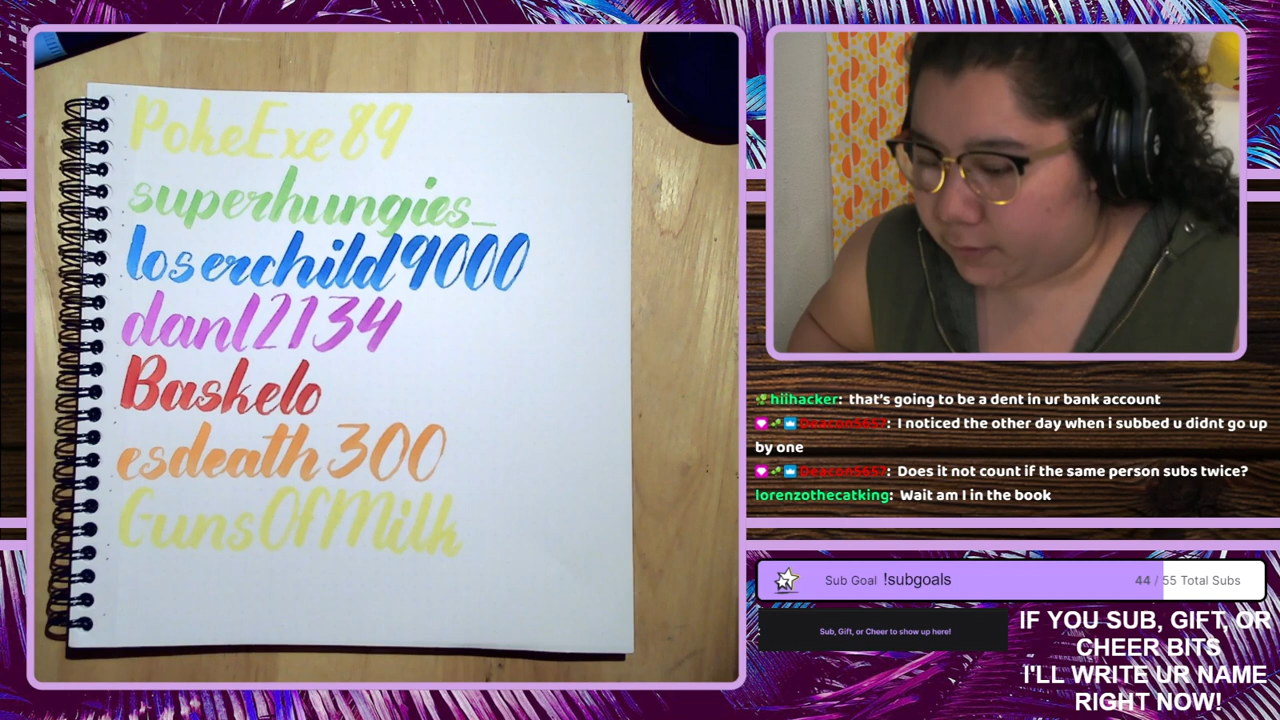 PokeExe89
superhungies_
loserchild9000
danl2134
Baskelo
esdeath300
GunsOfMilk
hiihacker: that's going to be a dent in ur bank account
Deacon5657: I noticed the other day when i subbed u didnt go up
by one
Deacon5657: Does it not count if the same person subs twice?
lorenzothecatking: Wait am I in the book
Sub Goal !subgoals 44 / 55 Total Subs
Sub, Gift, or Cheer to show up here!
IF YOU SUB, GIFT, OR
CHEER BITS
I'LL WRITE UR NAME
RIGHT NOW!